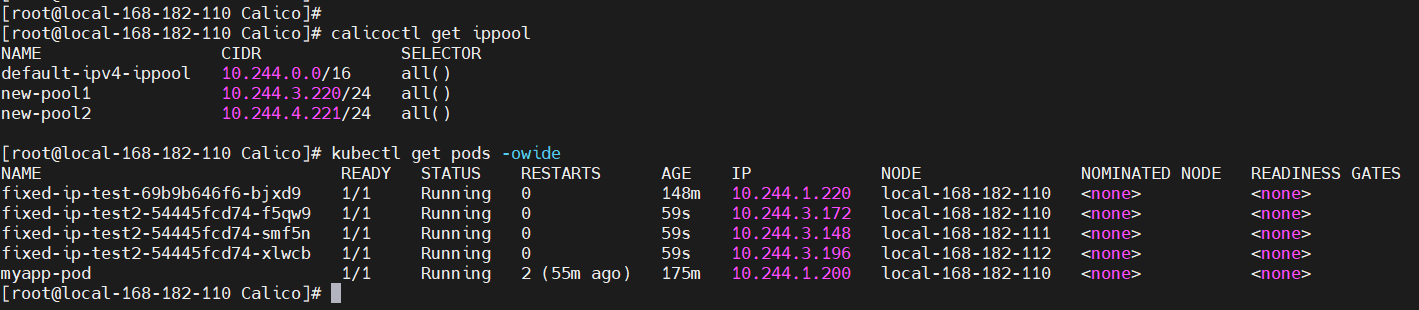 [root@local-168-182-110 Calico]#
[root@local-168-182-110 Calico]# calicoctl get ippool
NAME                  CIDR              SELECTOR
default-ipv4-ippool   10.244.0.0/16     all()
new-pool1             10.244.3.220/24   all()
new-pool2             10.244.4.221/24   all()
[root@local-168-182-110 Calico]# kubectl get pods -owide
NAME                              READY   STATUS    RESTARTS      AGE    IP             NODE                NOMINATED NODE   READINESS GATES
fixed-ip-test-69b9b646f6-bjxd9    1/1     Running   0             148m   10.244.1.220   local-168-182-110   <none>           <none>
fixed-ip-test2-54445fcd74-f5qw9   1/1     Running   0             59s    10.244.3.172   local-168-182-110   <none>           <none>
fixed-ip-test2-54445fcd74-smf5n   1/1     Running   0             59s    10.244.3.148   local-168-182-111   <none>           <none>
fixed-ip-test2-54445fcd74-xlwcb   1/1     Running   0             59s    10.244.3.196   local-168-182-112   <none>           <none>
myapp-pod                         1/1     Running   2 (55m ago)   175m   10.244.1.200   local-168-182-110   <none>           <none>
[root@local-168-182-110 Calico]#